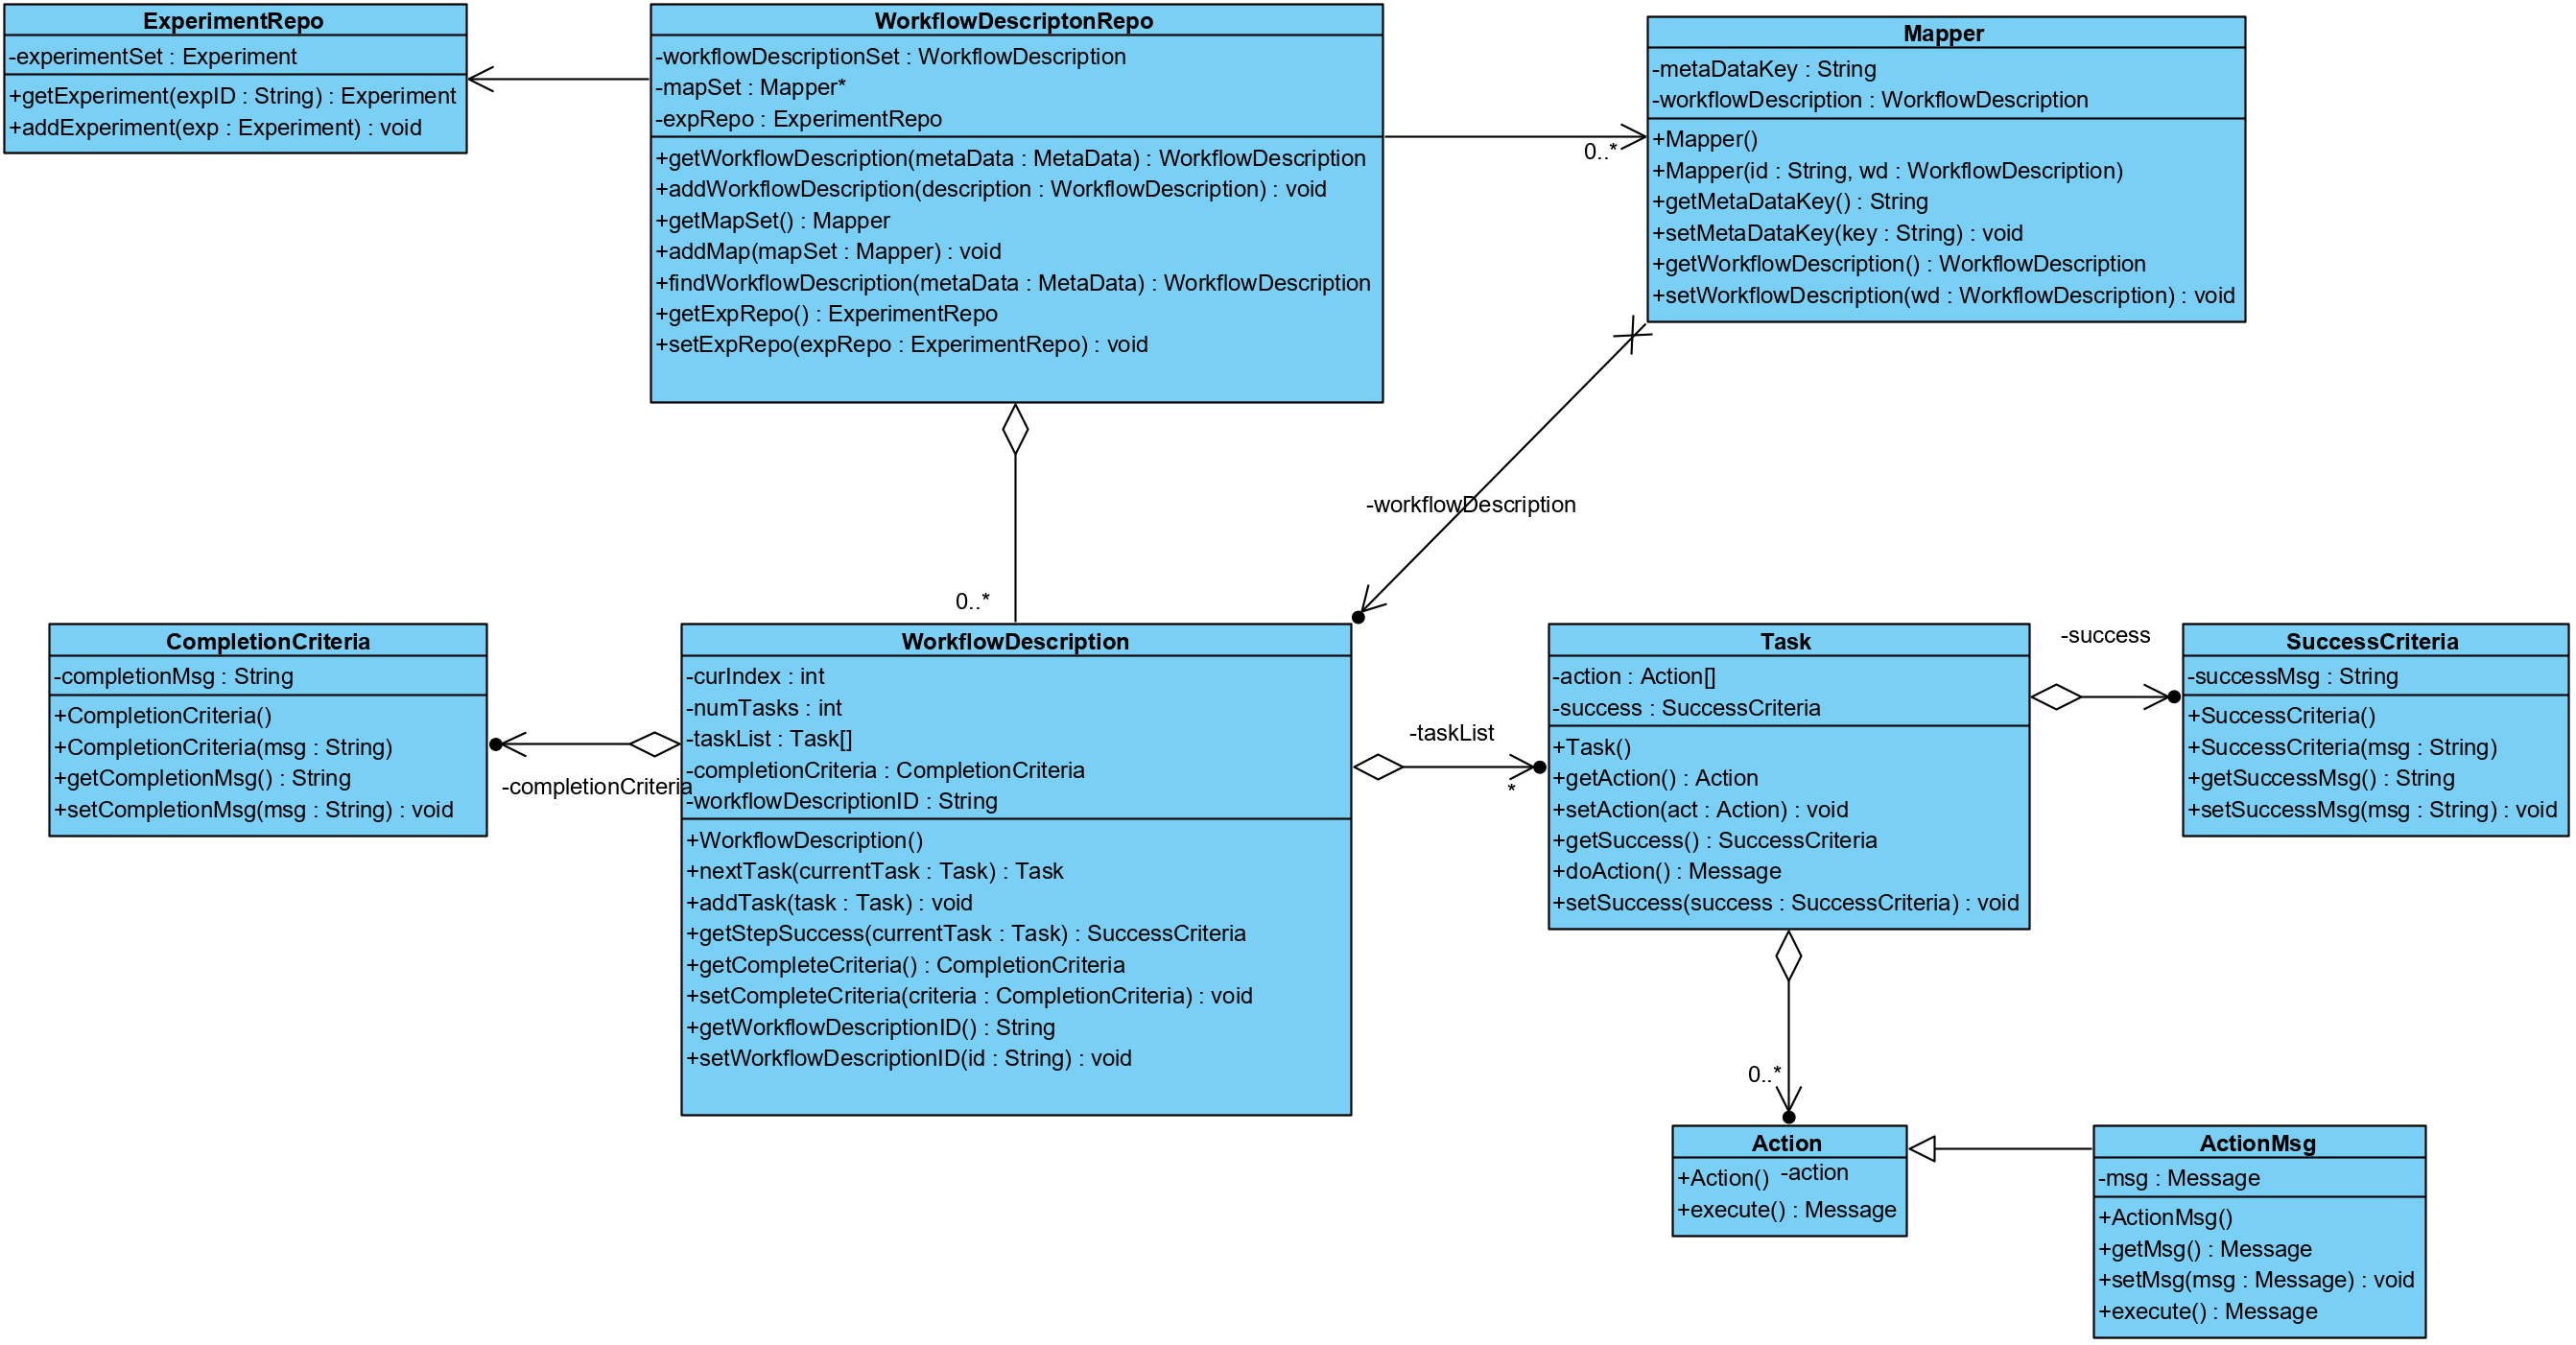 ExperimentRepo
-experimentSet : Experiment
+getExperiment(expID : String) : Experiment
+addExperiment(exp : Experiment) : void
WorkflowDescriptonRepo
-workflowDescriptionSet : WorkflowDescription
-mapSet : Mapper*
-expRepo : ExperimentRepo
+getWorkflowDescription(metaData : MetaData) : WorkflowDescription
+addWorkflowDescription(description : WorkflowDescription) : void
+getMapSet() : Mapper
+addMap(mapSet : Mapper) : void
+findWorkflowDescription(metaData : MetaData) : WorkflowDescription
+getExpRepo() : ExperimentRepo
+setExpRepo(expRepo : ExperimentRepo) : void
Mapper
-metaDataKey : String
-workflowDescription : WorkflowDescription
+Mapper()
+Mapper(id : String, wd : WorkflowDescription)
+getMetaDataKey() : String
+setMetaDataKey(key : String) : void
+getWorkflowDescription() : WorkflowDescription
+setWorkflowDescription(wd : WorkflowDescription) : void
0..*
-workflowDescription
0..*
CompletionCriteria
-completionMsg : String
+CompletionCriteria()
+CompletionCriteria(msg : String)
+getCompletionMsg() : String
+setCompletionMsg(msg : String) : void
-completionCriteria
WorkflowDescription
-curIndex : int
-numTasks : int
-taskList : Task[]
-completionCriteria : CompletionCriteria
-workflowDescriptionID : String
+WorkflowDescription()
+nextTask(currentTask : Task) : Task
+addTask(task : Task) : void
+getStepSuccess(currentTask : Task) : SuccessCriteria
+getCompleteCriteria() : CompletionCriteria
+setCompleteCriteria(criteria : CompletionCriteria) : void
+getWorkflowDescriptionID() : String
+setWorkflowDescriptionID(id : String) : void
-taskList
*
Task
-action : Action[]
-success : SuccessCriteria
+Task()
+getAction() : Action
+setAction(act : Action) : void
+getSuccess() : SuccessCriteria
+doAction() : Message
+setSuccess(success : SuccessCriteria) : void
-success
SuccessCriteria
-successMsg : String
+SuccessCriteria()
+SuccessCriteria(msg : String)
+getSuccessMsg() : String
+setSuccessMsg(msg : String) : void
0..*
Action
+Action()
-action
+execute() : Message
ActionMsg
-msg : Message
+ActionMsg()
+getMsg() : Message
+setMsg(msg : Message) : void
+execute() : Message